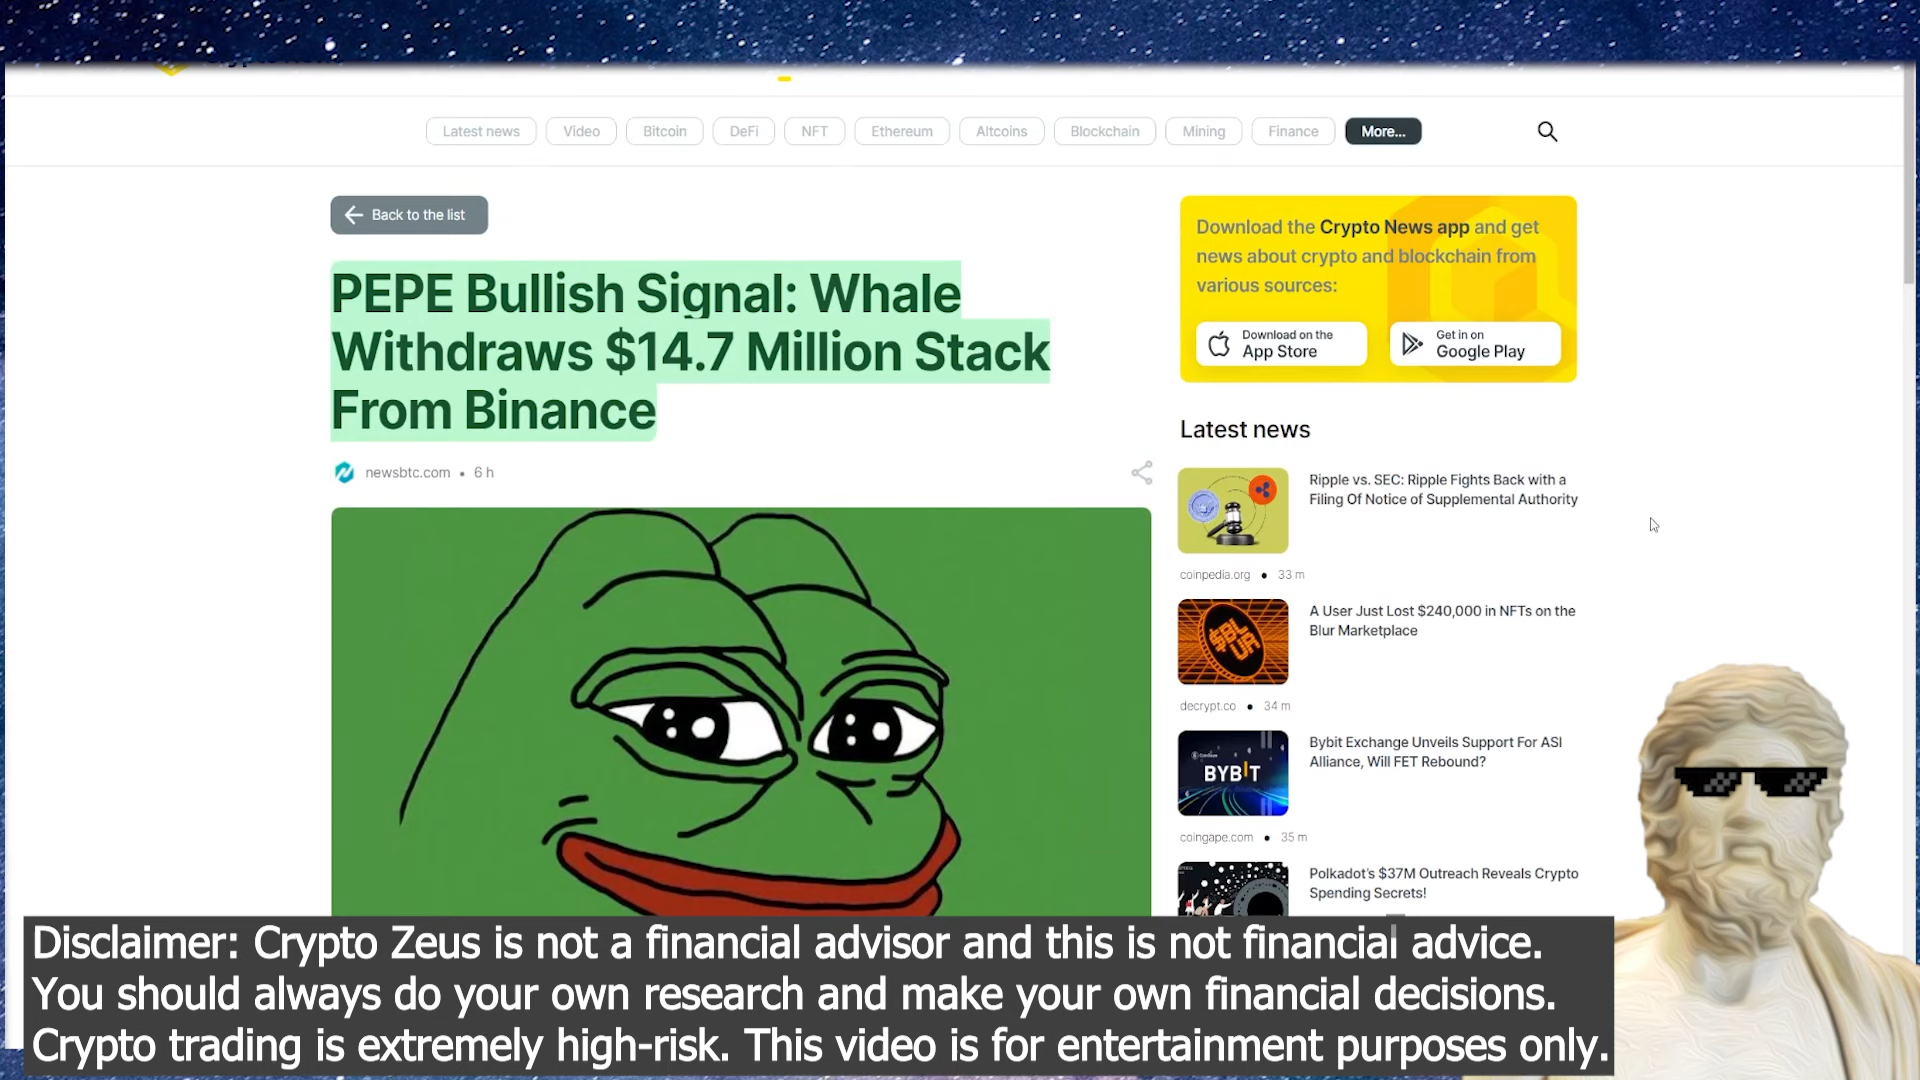 Latest news
Video
Bitcoin
DeFi
NFT
Ethereum
Altcoins
Blockchain
Mining
Finance
More...
Back to the list
PEPE Bullish Signal: Whale
Withdraws $14.7 Million Stack
From Binance
newsbtc.com • 6 h
Download the Crypto News app and get
news about crypto and blockchain from
various sources:
Download on the
App Store
Get in on
Google Play
Latest news
Ripple vs. SEC: Ripple Fights Back with a
Filing Of Notice of Supplemental Authority
coinpedia.org • 33 m
$BL
UR
A User Just Lost $240,000 in NFTs on the
Blur Marketplace
decrypt.co • 34 m
BYBIT
Bybit Exchange Unveils Support For ASI
Alliance, Will FET Rebound?
coingape.com • 35 m
Polkadot’s $37M Outreach Reveals Crypto
Spending Secrets!
Disclaimer: Crypto Zeus is not a financial advisor and this is not financial advice.
You should always do your own research and make your own financial decisions.
Crypto trading is extremely high-risk. This video is for entertainment purposes only.